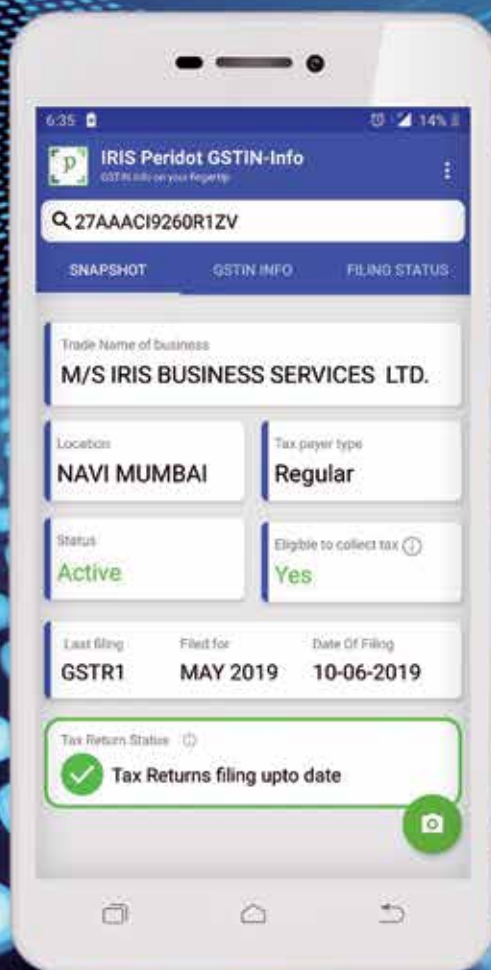 6:35
14%
IRIS Peridot GSTIN-Info
GSTIN info on your fingertip
27AAACI9260R1ZV
SNAPSHOT GSTIN INFO FILING STATUS
Trade Name of business
M/S IRIS BUSINESS SERVICES LTD.
Location Tax payer type
NAVI MUMBAI Regular
Status Eligible to collect tax
Active Yes
Last filing Filed for Date Of Filing
GSTR1 MAY 2019 10-06-2019
Tax Return Status
Tax Returns filing upto date